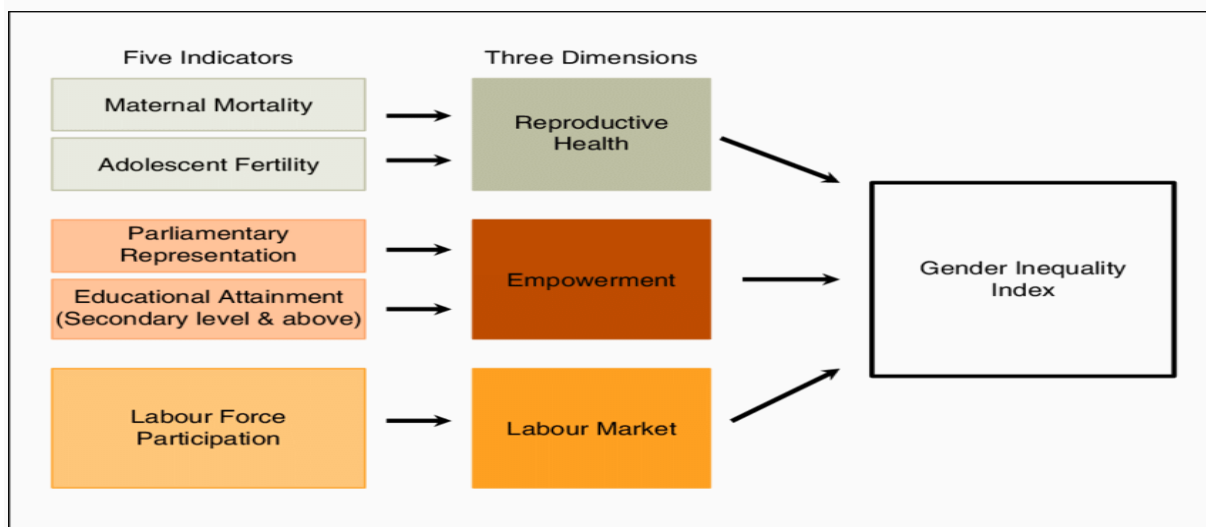 Five Indicators
Three Dimensions
Maternal Mortality
Adolescent Fertility
Reproductive
Health
Parliamentary
Representation
Educational Attainment
(Secondary level & above)
Empowerment
Gender Inequality
Index
Labour Force
Participation
Labour Market